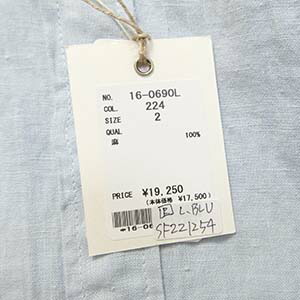 NO. 16-0690L
COL. 224
SIZE 2
QUAL
麻 100%
PRICE ¥19,250
(本体価格 ¥17,500)
L.BLU
SF221254